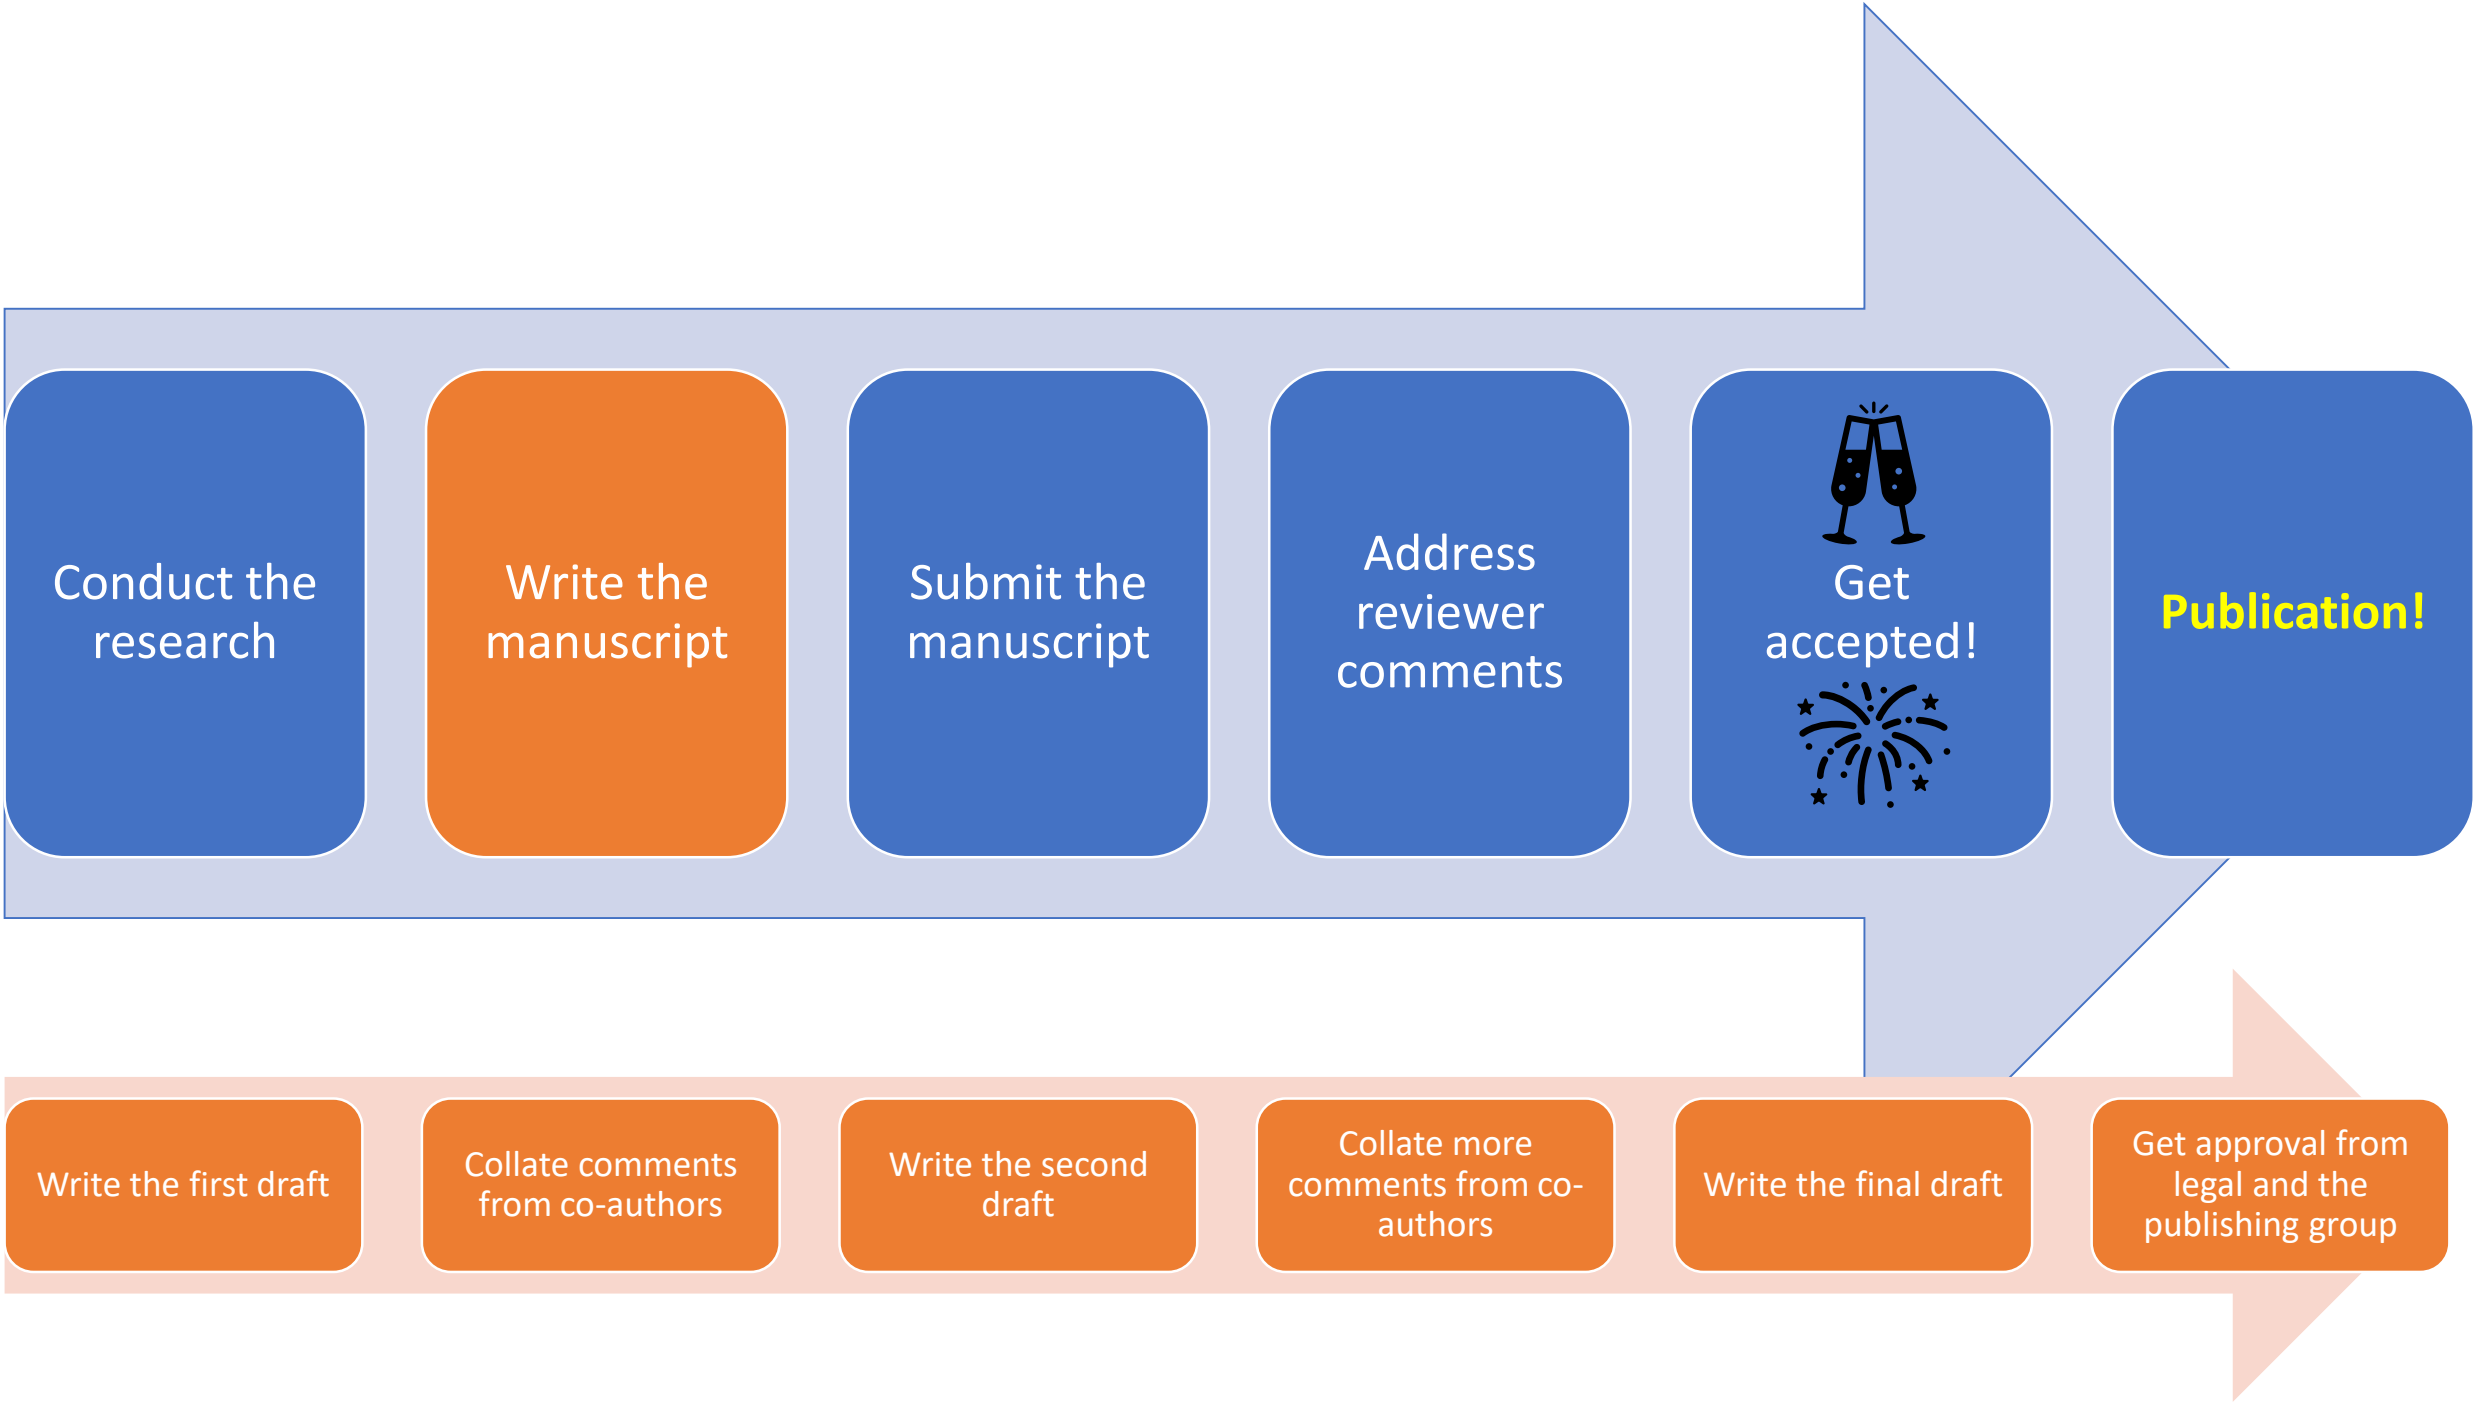 Conduct the
research
Write the
manuscript
Submit the
manuscript
Address
reviewer
comments
Get
accepted!
Publication!
Write the first draft
Collate comments
from co-authors
Write the second
draft
Collate more
comments from co-
authors
Write the final draft
Get approval from
legal and the
publishing group